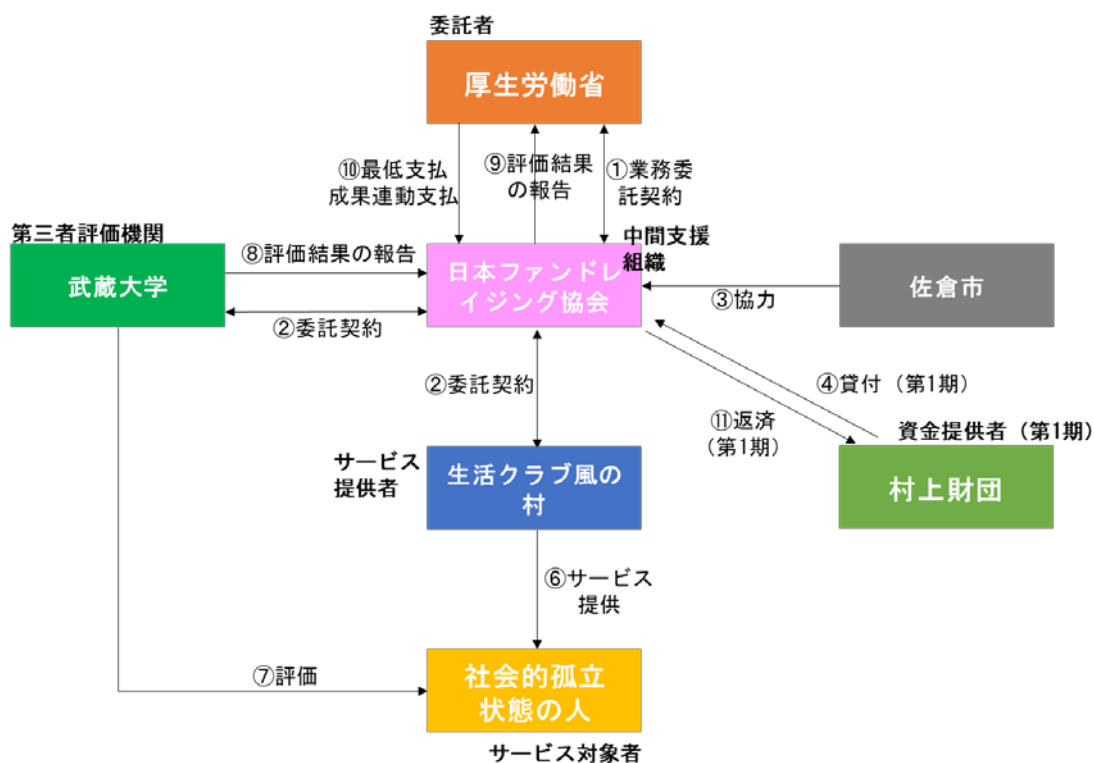 委託者
厚生労働省
⑩最低支払
成果連動支払
⑨評価結果
の報告
①業務委
託契約
第三者評価機関
武蔵大学
⑧評価結果の報告
②委託契約
中間支援
組織
日本ファンドレ
イジング協会
③協力
佐倉市
②委託契約
④貸付（第1期）
⑪返済
（第1期）
資金提供者（第1期）
村上財団
サービス
提供者
生活クラブ風の
村
⑥サービス
提供
⑦評価
社会的孤立
状態の人
サービス対象者